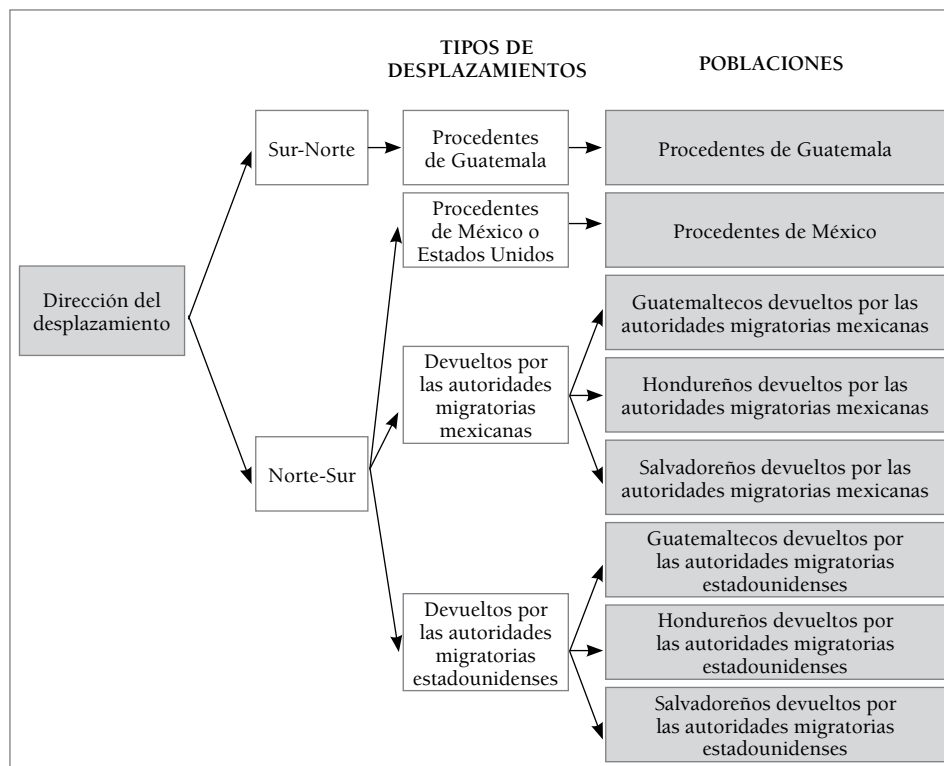 TIPOS DE
DESPLAZAMIENTOS
POBLACIONES
Dirección del
desplazamiento
Sur-Norte
Procedentes
de Guatemala
Procedentes de Guatemala
Norte-Sur
Procedentes
de México o
Estados Unidos
Procedentes de México
Devueltos por
las autoridades
migratorias
mexicanas
Guatemaltecos devueltos por las
autoridades migratorias mexicanas
Hondureños devueltos por las
autoridades migratorias mexicanas
Salvadoreños devueltos por las
autoridades migratorias mexicanas
Devueltos por
las autoridades
migratorias
estadounidenses
Guatemaltecos devueltos por
las autoridades migratorias
estadounidenses
Hondureños devueltos por
las autoridades migratorias
estadounidenses
Salvadoreños devueltos por
las autoridades migratorias
estadounidenses